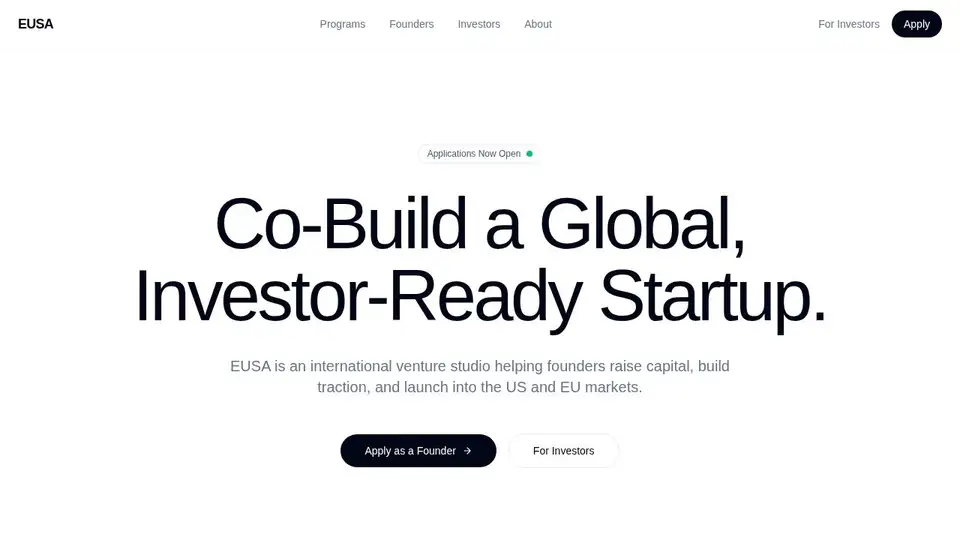 EUSA
Programs
Founders
Investors
About
For Investors
Apply
Applications Now Open
Co-Build a Global,
Investor-Ready Startup.
EUSA is an international venture studio helping founders raise capital, build
traction, and launch into the US and EU markets.
Apply as a Founder →
For Investors